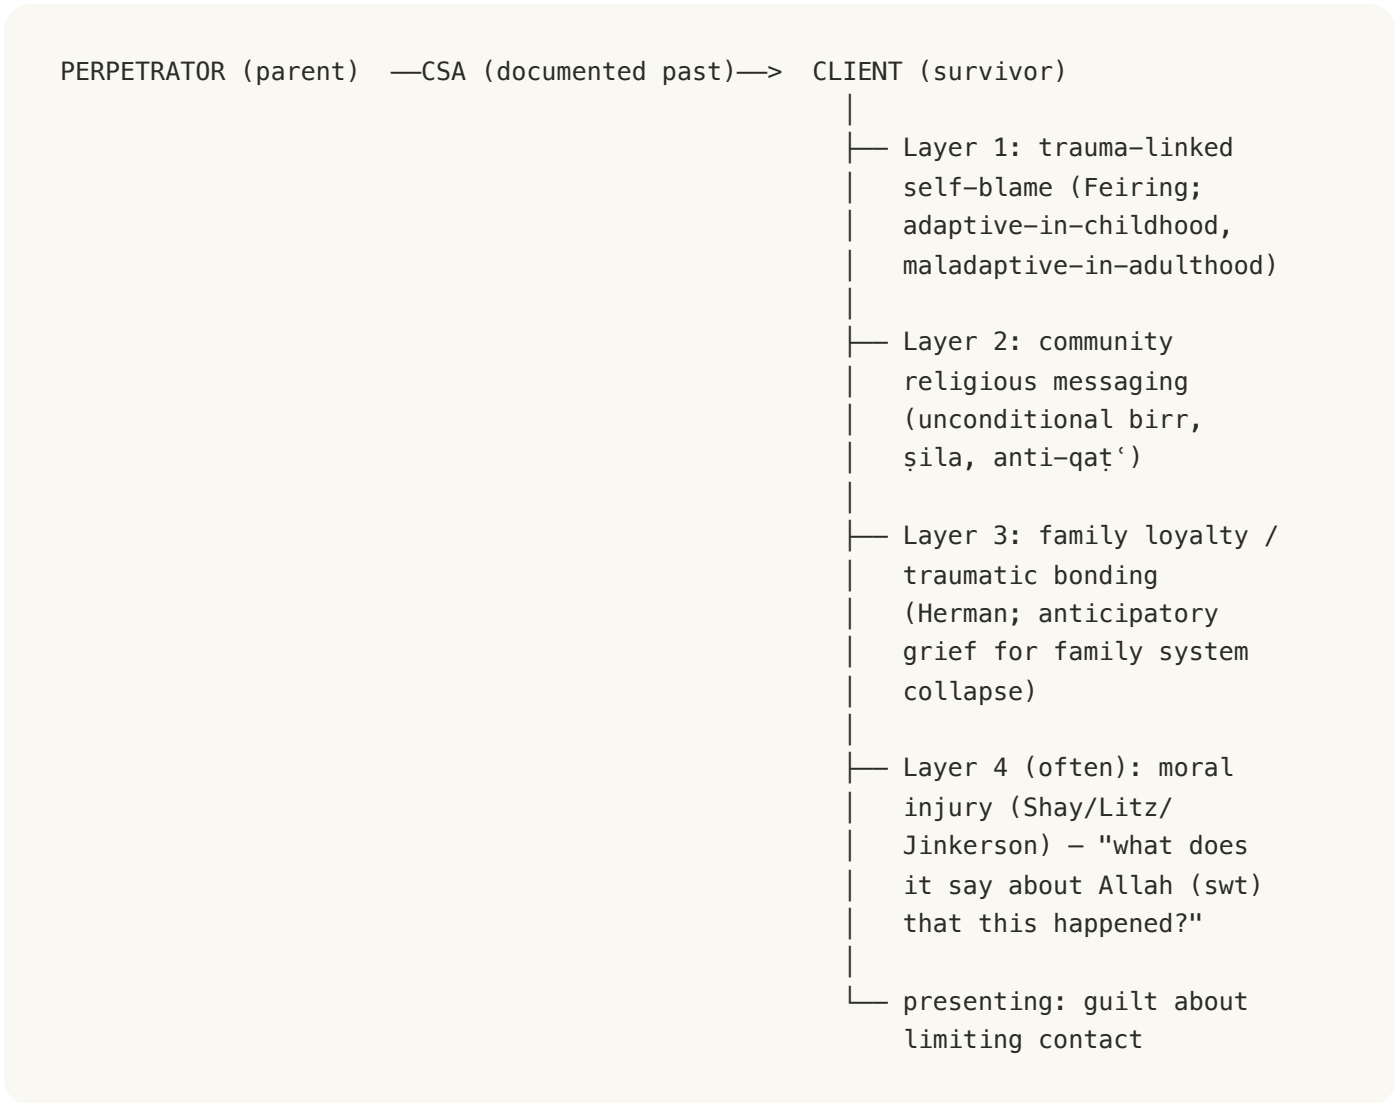 PERPETRATOR (parent)  ——CSA (documented past)——>  CLIENT (survivor)
│
├── Layer 1: trauma-linked
│   self-blame (Feiring;
│   adaptive-in-childhood,
│   maladaptive-in-adulthood)
│
├── Layer 2: community
│   religious messaging
│   (unconditional birr,
│   ṣila, anti-qaṭʿ)
│
├── Layer 3: family loyalty /
│   traumatic bonding
│   (Herman; anticipatory
│   grief for family system
│   collapse)
│
├── Layer 4 (often): moral
│   injury (Shay/Litz/
│   Jinkerson) — "what does
│   it say about Allah (swt)
│   that this happened?"
│
└── presenting: guilt about
    limiting contact